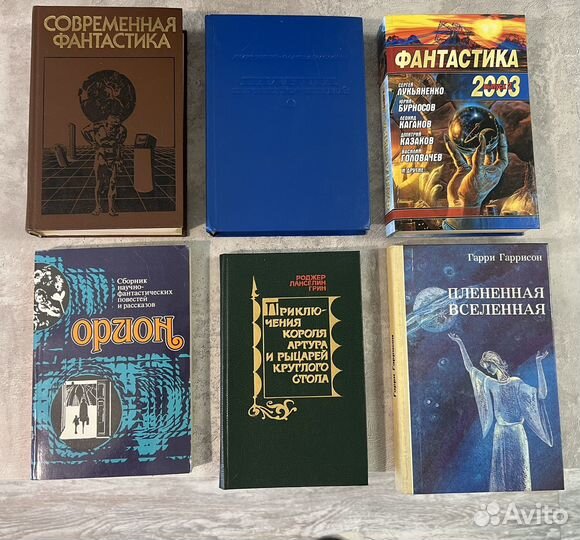 СОВРЕМЕННАЯ
ФАНТАСТИКА
ФАНТАСТИКА
2003
СЕРГЕЙ
ЛУКЬЯНЕНКО
ЮРИЙ
БУРНОСОВ
ЛЕОНИД
КАГАНОВ
ДМИТРИЙ
КАЗАКОВ
ВАСИЛИЙ
ГОЛОВАЧЕВ
И ДРУГИЕ
Сборник
научно-
фантастических
повестей
и рассказов
ОРИОН
РОДЖЕР
ЛАНСЕЛИН
ГРИН
ПРИКЛЮ-
ЧЕНИЯ
КОРОЛЯ
АРТУРА
И РЫЦАРЕЙ
КРУГЛОГО
СТОЛА
Гарри Гаррисон
ПЛЕНЕННАЯ
ВСЕЛЕННАЯ
Гарри Гаррисон
Avito